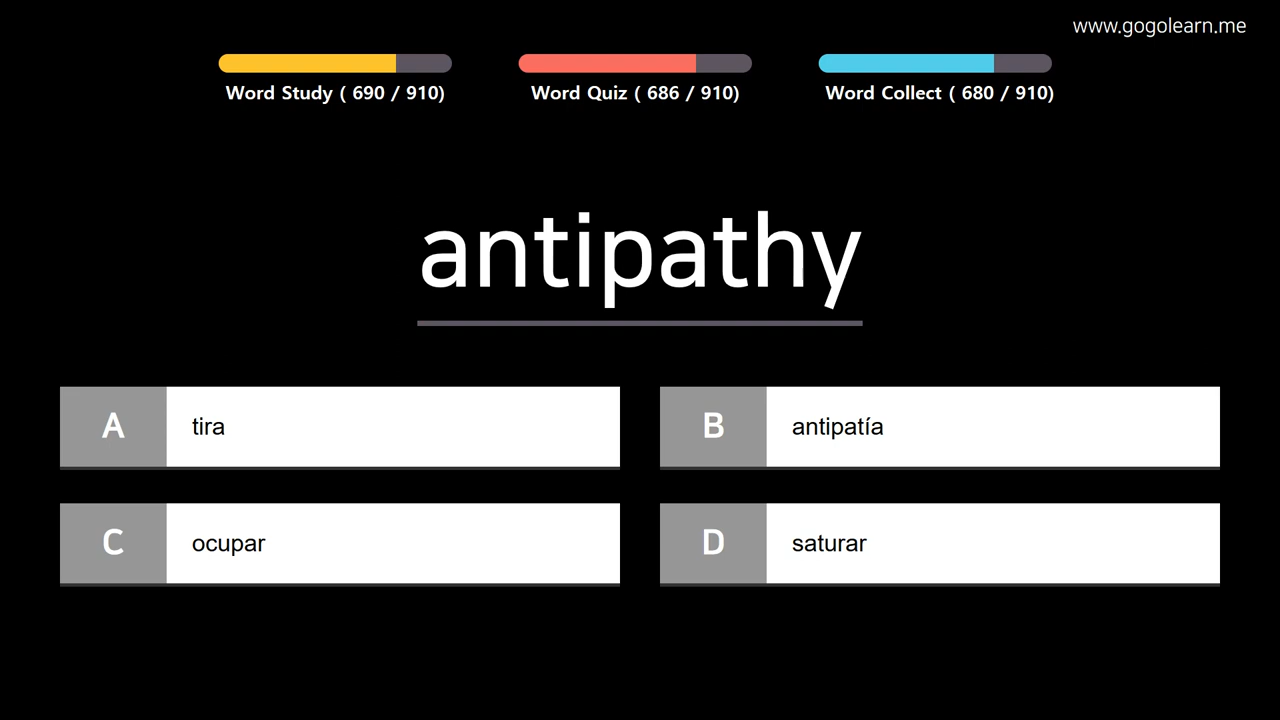 www.gogolearn.me
Word Study ( 690 / 910)
Word Quiz ( 686 / 910)
Word Collect ( 680 / 910)
antipathy
A tira
B antipatía
C ocupar
D saturar